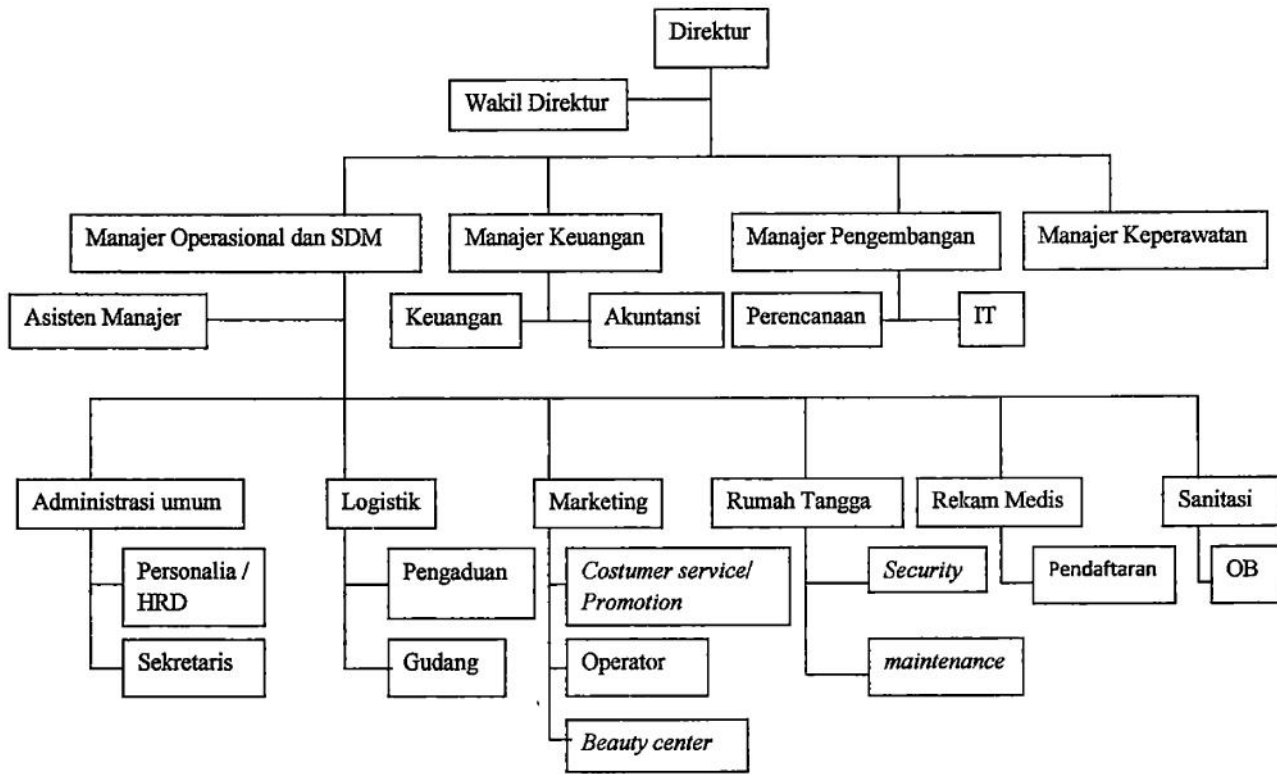 Direktur
Wakil Direktur
Manajer Operasional dan SDM
Manajer Keuangan
Manajer Pengembangan
Manajer Keperawatan
Asisten Manajer
Keuangan
Akuntansi
Perencanaan
IT
Administrasi umum
Logistik
Marketing
Rumah Tangga
Rekam Medis
Sanitasi
Personalia /
HRD
Pengaduan
Costumer service/
Promotion
Security
Pendaftaran
OB
Sekretaris
Gudang
Operator
maintenance
Beauty center